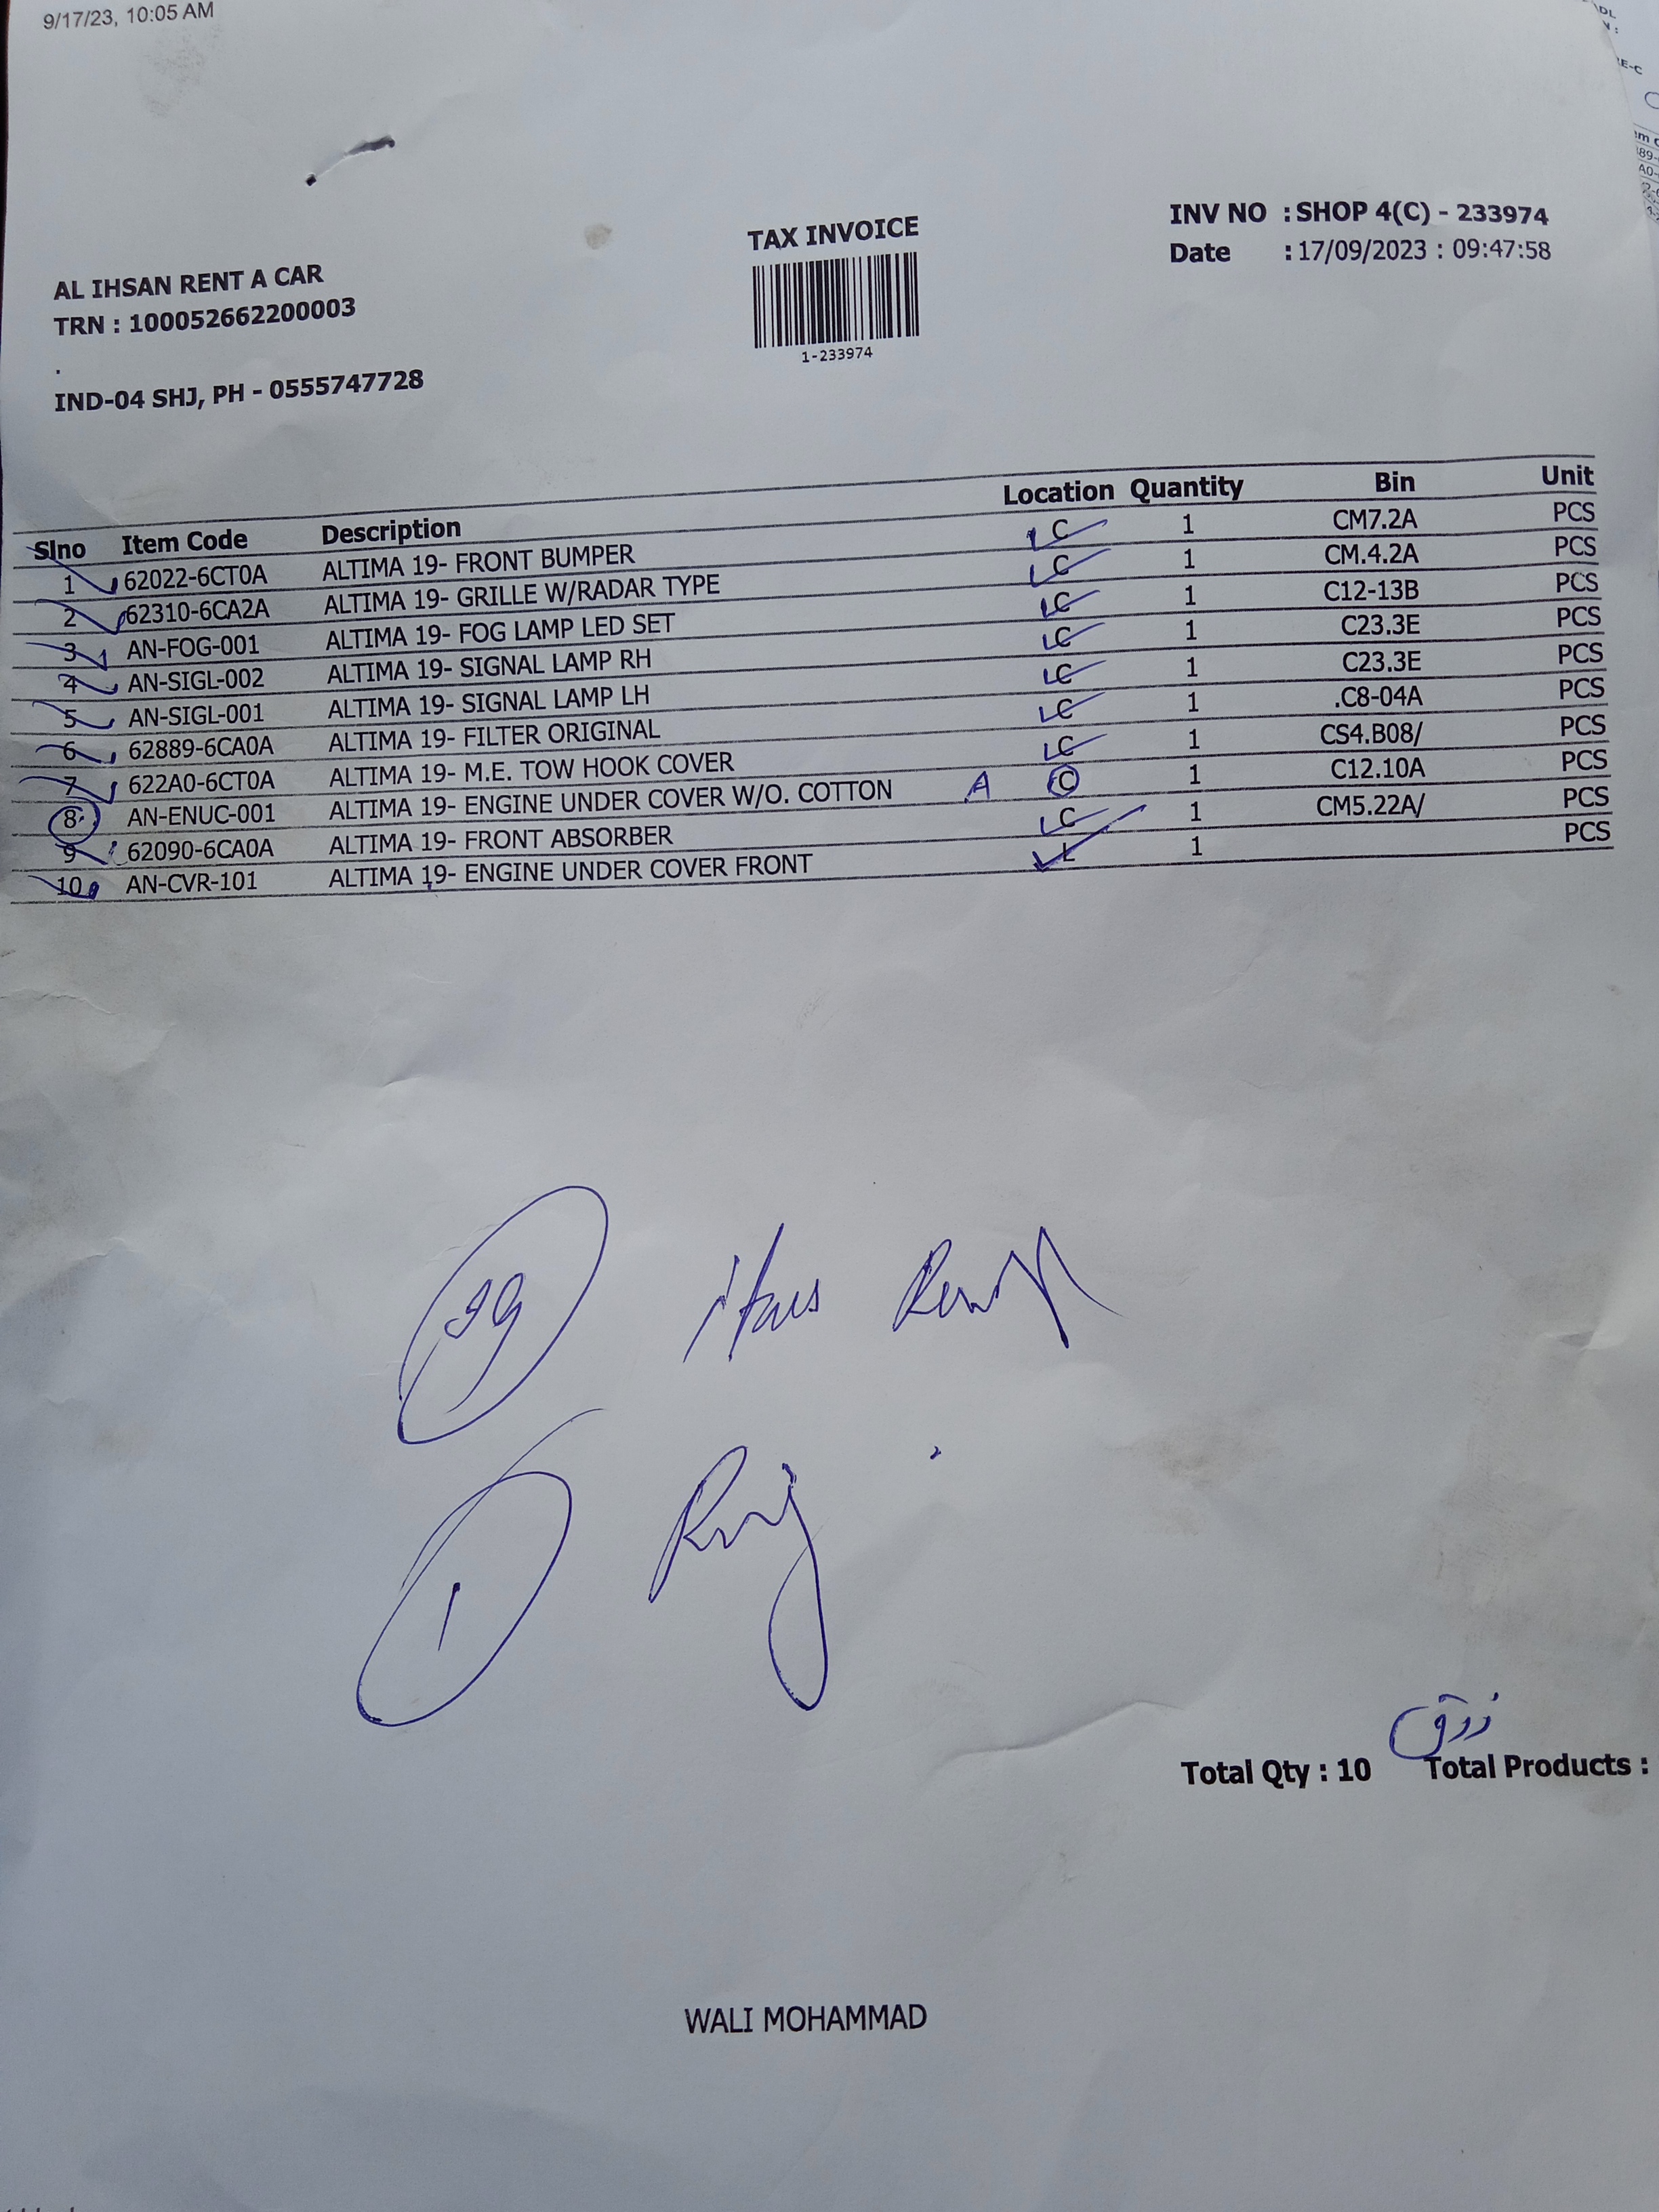 9/17/23, 10:05 AM
TAX INVOICE
1-233974
INV NO : SHOP 4(C) - 233974
Date : 17/09/2023 : 09:47:58
AL IHSAN RENT A CAR
TRN : 100052662200003
.
IND-04 SHJ, PH - 0555747728
Slno Item Code Description Location Quantity Bin Unit
1 62022-6CT0A ALTIMA 19- FRONT BUMPER C 1 CM7.2A PCS
2 62310-6CA2A ALTIMA 19- GRILLE W/RADAR TYPE C 1 CM.4.2A PCS
3 AN-FOG-001 ALTIMA 19- FOG LAMP LED SET C 1 C12-13B PCS
4 AN-SIGL-002 ALTIMA 19- SIGNAL LAMP RH C 1 C23.3E PCS
5 AN-SIGL-001 ALTIMA 19- SIGNAL LAMP LH C 1 C23.3E PCS
6 62889-6CA0A ALTIMA 19- FILTER ORIGINAL C 1 .C8-04A PCS
7 622A0-6CT0A ALTIMA 19- M.E. TOW HOOK COVER C 1 CS4.B08/ PCS
8 AN-ENUC-001 ALTIMA 19- ENGINE UNDER COVER W/O. COTTON A C 1 C12.10A PCS
9 62090-6CA0A ALTIMA 19- FRONT ABSORBER C 1 CM5.22A/ PCS
10 AN-CVR-101 ALTIMA 19- ENGINE UNDER COVER FRONT L 1 PCS
1
Total Qty : 10 Total Products :
WALI MOHAMMAD